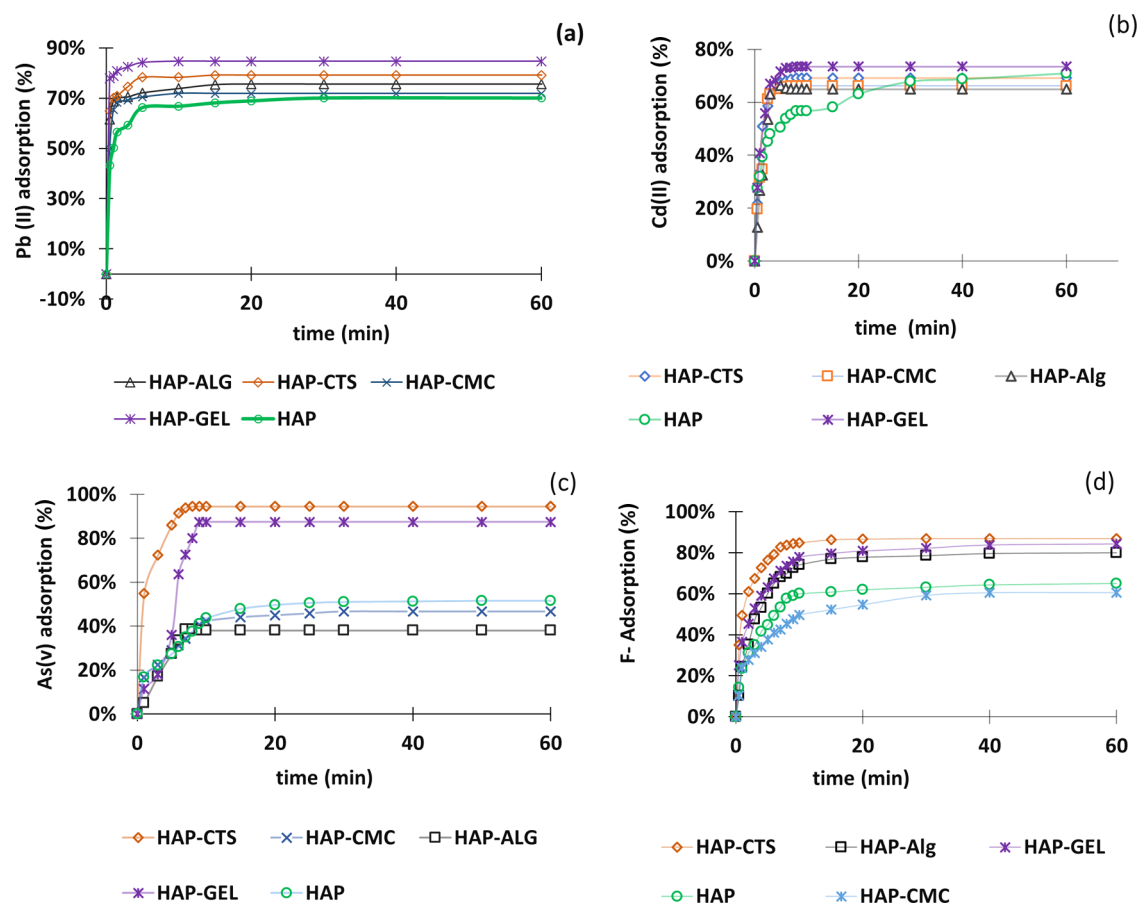 (a)
90%
70%
50%
30%
10%
-10%
Pb (II) adsorption (%)
0
20
40
60
time (min)
HAP-ALG
HAP-CTS
HAP-CMC
HAP-GEL
HAP
(b)
80%
60%
40%
20%
0%
Cd(II) adsorption (%)
0
20
40
60
time (min)
HAP-CTS
HAP-CMC
HAP-Alg
HAP
HAP-GEL
(c)
100%
80%
60%
40%
20%
0%
As(v) adsorption (%)
0
20
40
60
time (min)
HAP-CTS
HAP-CMC
HAP-ALG
HAP-GEL
HAP
(d)
100%
80%
60%
40%
20%
0%
F- Adsorption (%)
0
20
40
60
time (min)
HAP-CTS
HAP-Alg
HAP-GEL
HAP
HAP-CMC